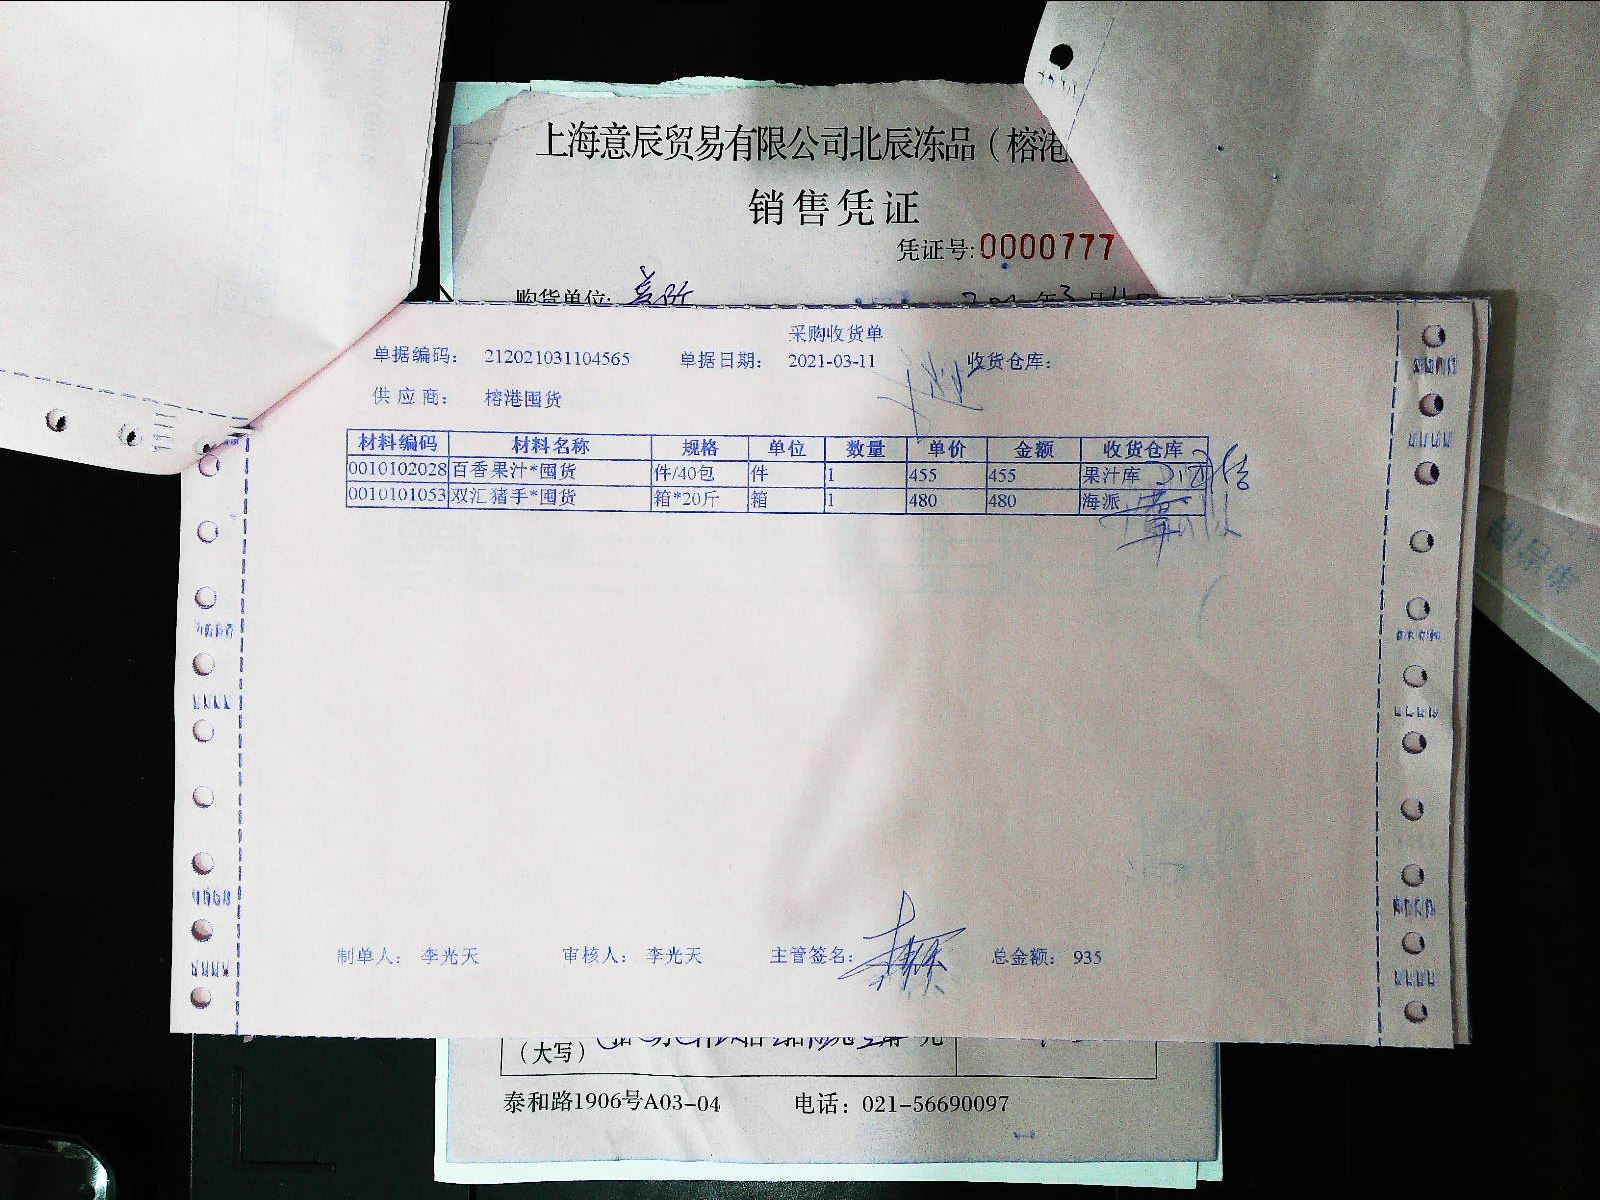 上海意辰贸易有限公司北辰冻品（榕港
销售凭证
凭证号:0000777
购货单位:
采购收货单
单据编码： 212021031104565 单据日期： 2021-03-11 收货仓库：
供应商： 榕港囤货
材料编码 材料名称 规格 单位 数量 单价 金额 收货仓库
0010102028 百香果汁*囤货 件/40包 件 1 455 455 果汁库
0010101053 双汇猪手*囤货 箱*20斤 箱 1 480 480 海派
制单人： 李光天 审核人： 李光天 主管签名： 总金额： 935
（大写）
泰和路1906号A03-04 电话：021-56690097